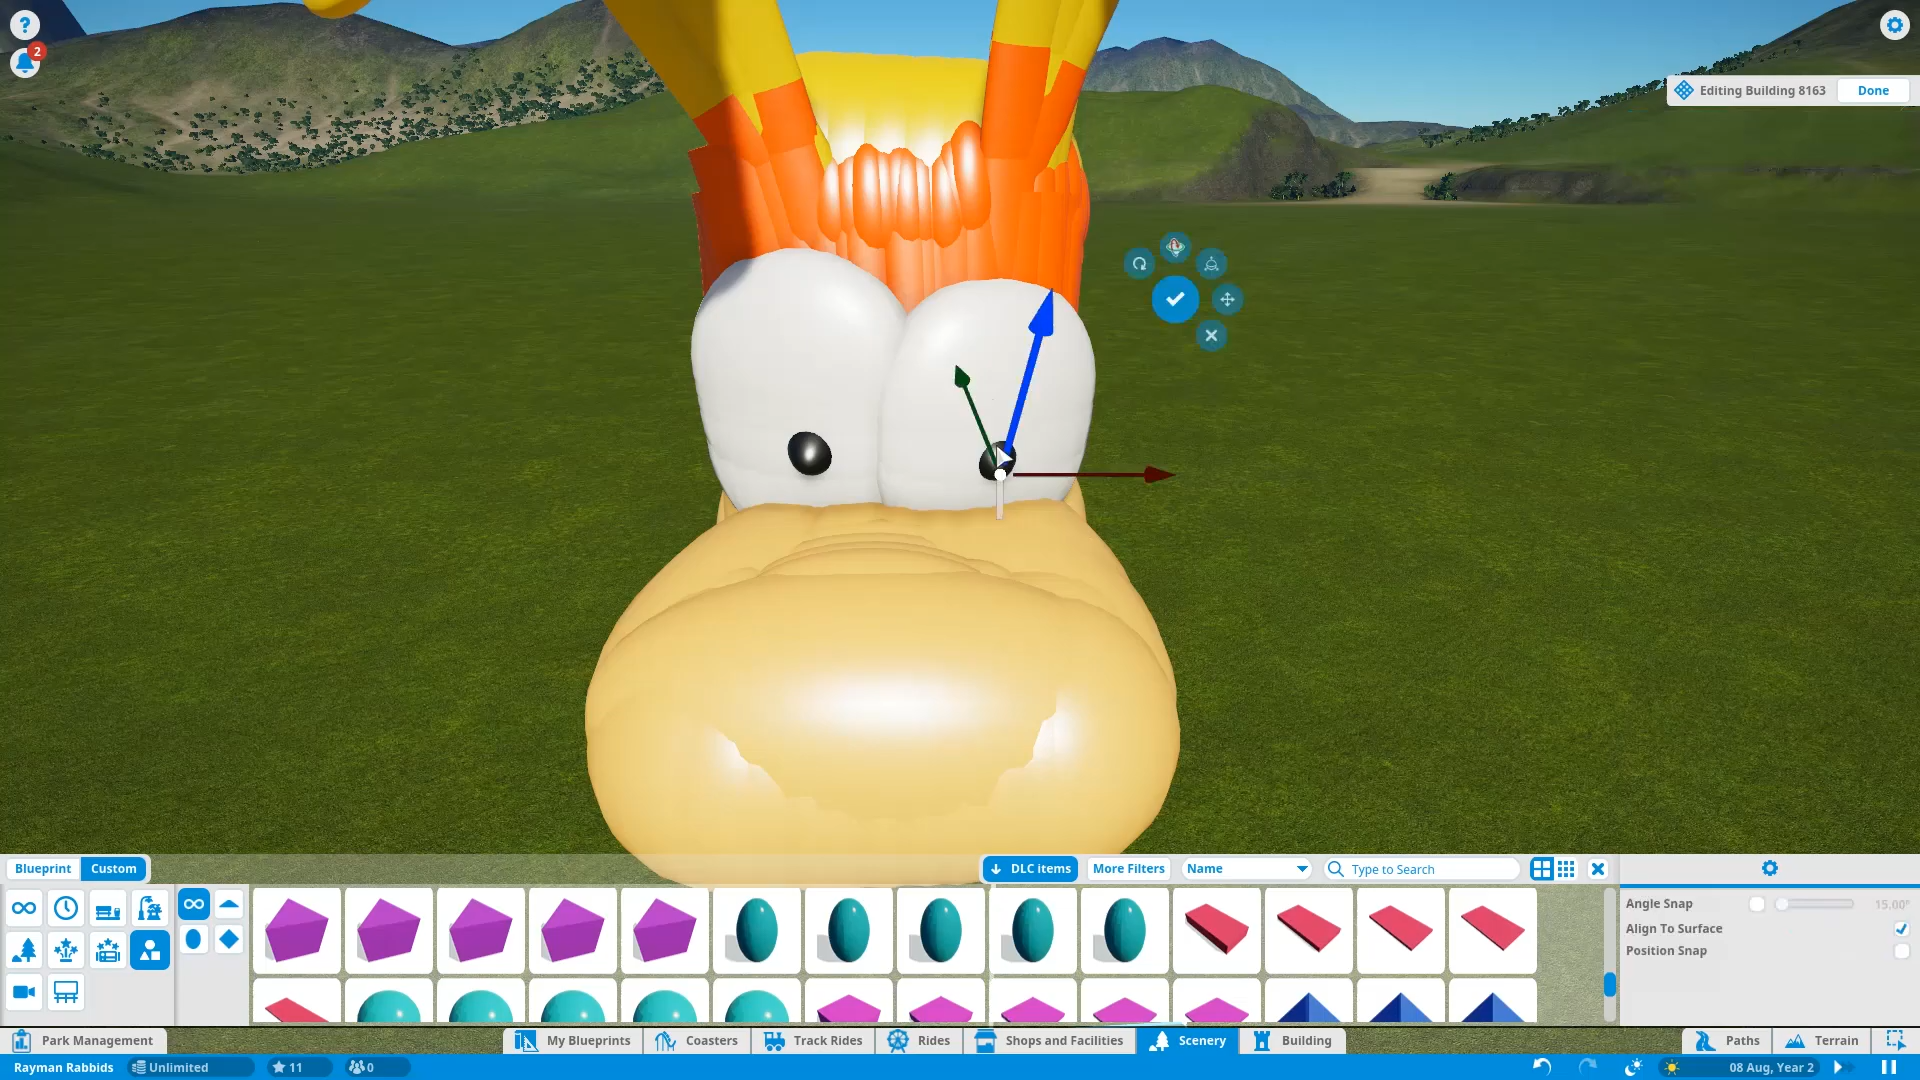 ?
2
Editing Building 8163
Done
Blueprint
Custom
DLC items
More Filters
Name
Type to Search
Angle Snap
15.00°
Align To Surface
Position Snap
Park Management
My Blueprints
Coasters
Track Rides
Rides
Shops and Facilities
Scenery
Building
Paths
Terrain
Rayman Rabbids
Unlimited
11
0
08 Aug, Year 2